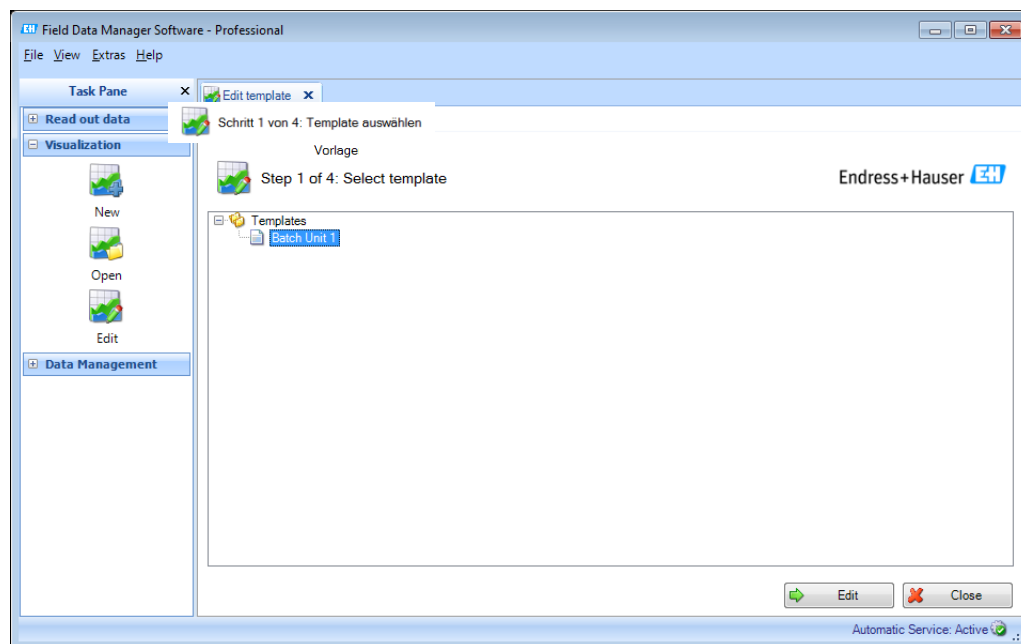 Field Data Manager Software - Professional
File View Extras Help
Task Pane
Edit template
Read out data
Schritt 1 von 4: Template auswählen
Visualization
Vorlage
Step 1 of 4: Select template
Endress+Hauser EH
New
Templates
Batch Unit 1
Open
Edit
Data Management
Edit
Close
Automatic Service: Active